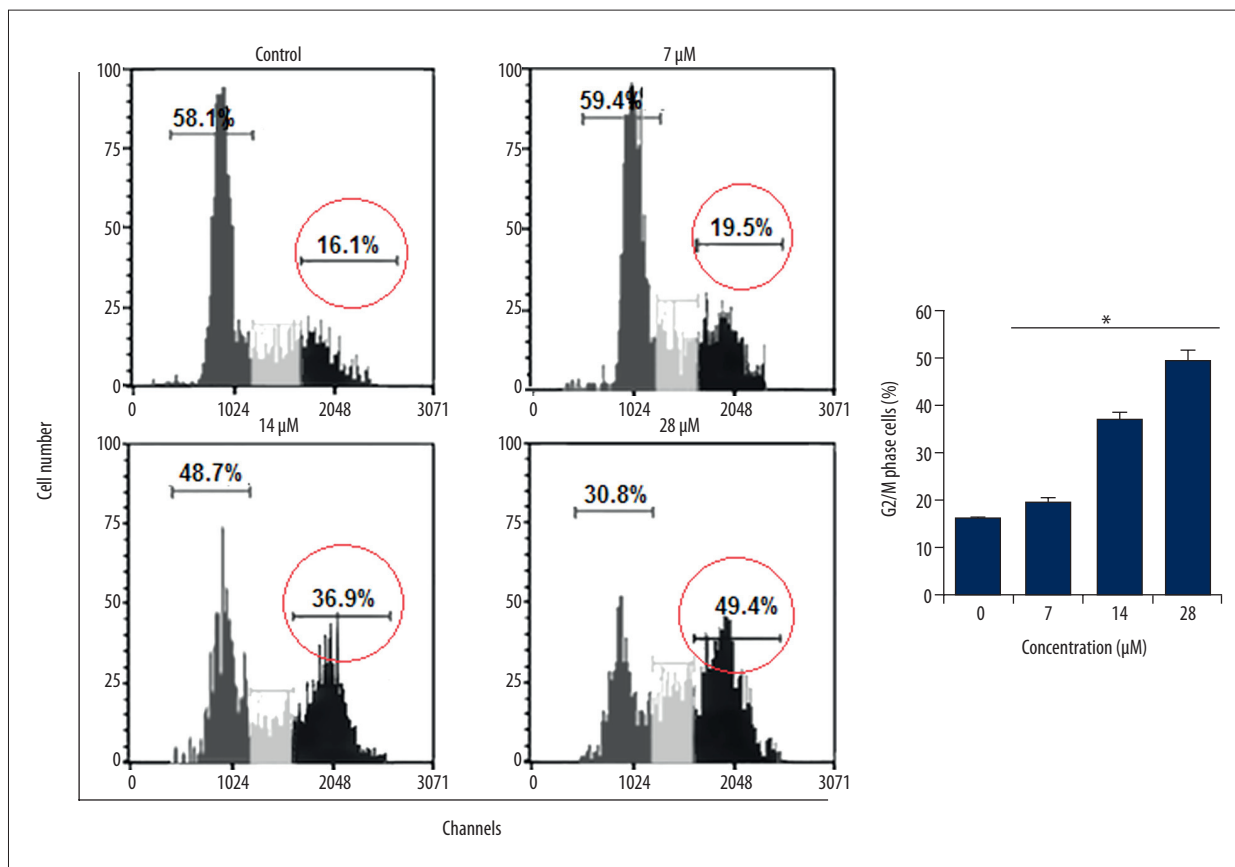 Control
100
75
50
25
0
58.1%
16.1%
0 1024 2048 3071
7 µM
100
75
50
25
0
59.4%
19.5%
0 1024 2048 3071
14 µM
100
75
50
25
0
48.7%
36.9%
0 1024 2048 3071
28 µM
100
75
50
25
0
30.8%
49.4%
0 1024 2048 3071
Cell number
Channels
60
50
40
30
20
10
0
*
G2/M phase cells (%)
0 7 14 28
Concentration (µM)